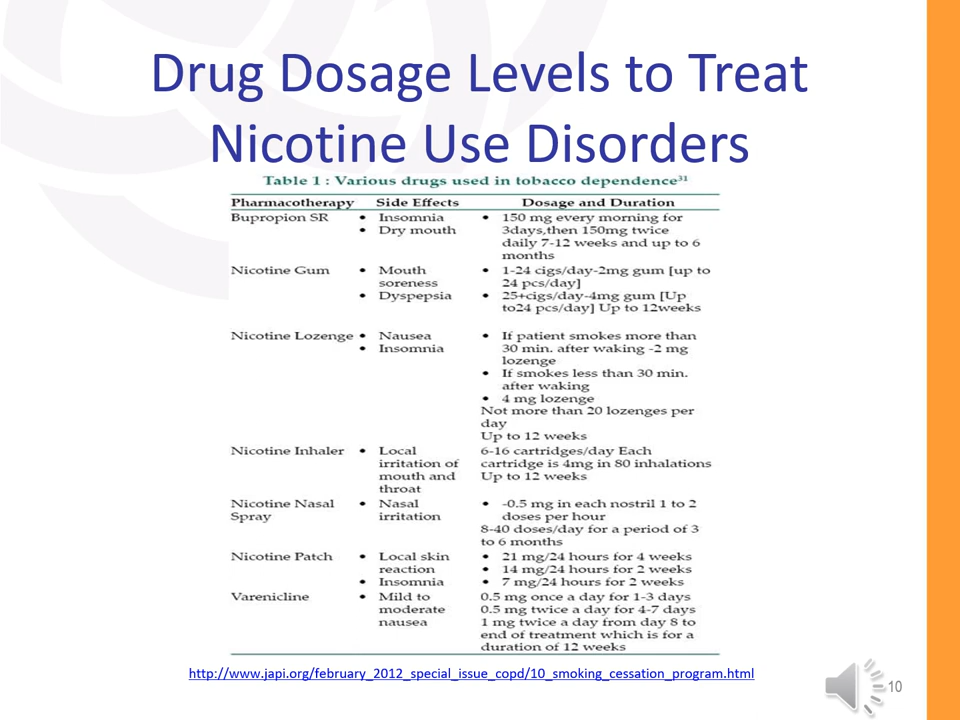 Drug Dosage Levels to Treat
Nicotine Use Disorders
Table 1 : Various drugs used in tobacco dependence31
Pharmacotherapy Side Effects Dosage and Duration
Bupropion SR • Insomnia • 150 mg every morning for
• Dry mouth 3days,then 150mg twice
daily 7-12 weeks and up to 6
months
Nicotine Gum • Mouth • 1-24 cigs/day-2mg gum [up to
soreness 24 pcs/day]
• Dyspepsia • 25+cigs/day-4mg gum [Up
to24 pcs/day] Up to 12weeks
Nicotine Lozenge • Nausea • If patient smokes more than
• Insomnia 30 min. after waking -2 mg
lozenge
• If smokes less than 30 min.
after waking
• 4 mg lozenge
Not more than 20 lozenges per
day
Up to 12 weeks
Nicotine Inhaler • Local 6-16 cartridges/day Each
irritation of cartridge is 4mg in 80 inhalations
mouth and Up to 12 weeks
throat
Nicotine Nasal • Nasal • -0.5 mg in each nostril 1 to 2
Spray irritation doses per hour
8-40 doses/day for a period of 3
to 6 months
Nicotine Patch • Local skin • 21 mg/24 hours for 4 weeks
reaction • 14 mg/24 hours for 2 weeks
• Insomnia • 7 mg/24 hours for 2 weeks
Varenicline • Mild to 0.5 mg once a day for 1-3 days
moderate 0.5 mg twice a day for 4-7 days
nausea 1 mg twice a day from day 8 to
end of treatment which is for a
duration of 12 weeks
http://www.japi.org/february_2012_special_issue_copd/10_smoking_cessation_program.html
10